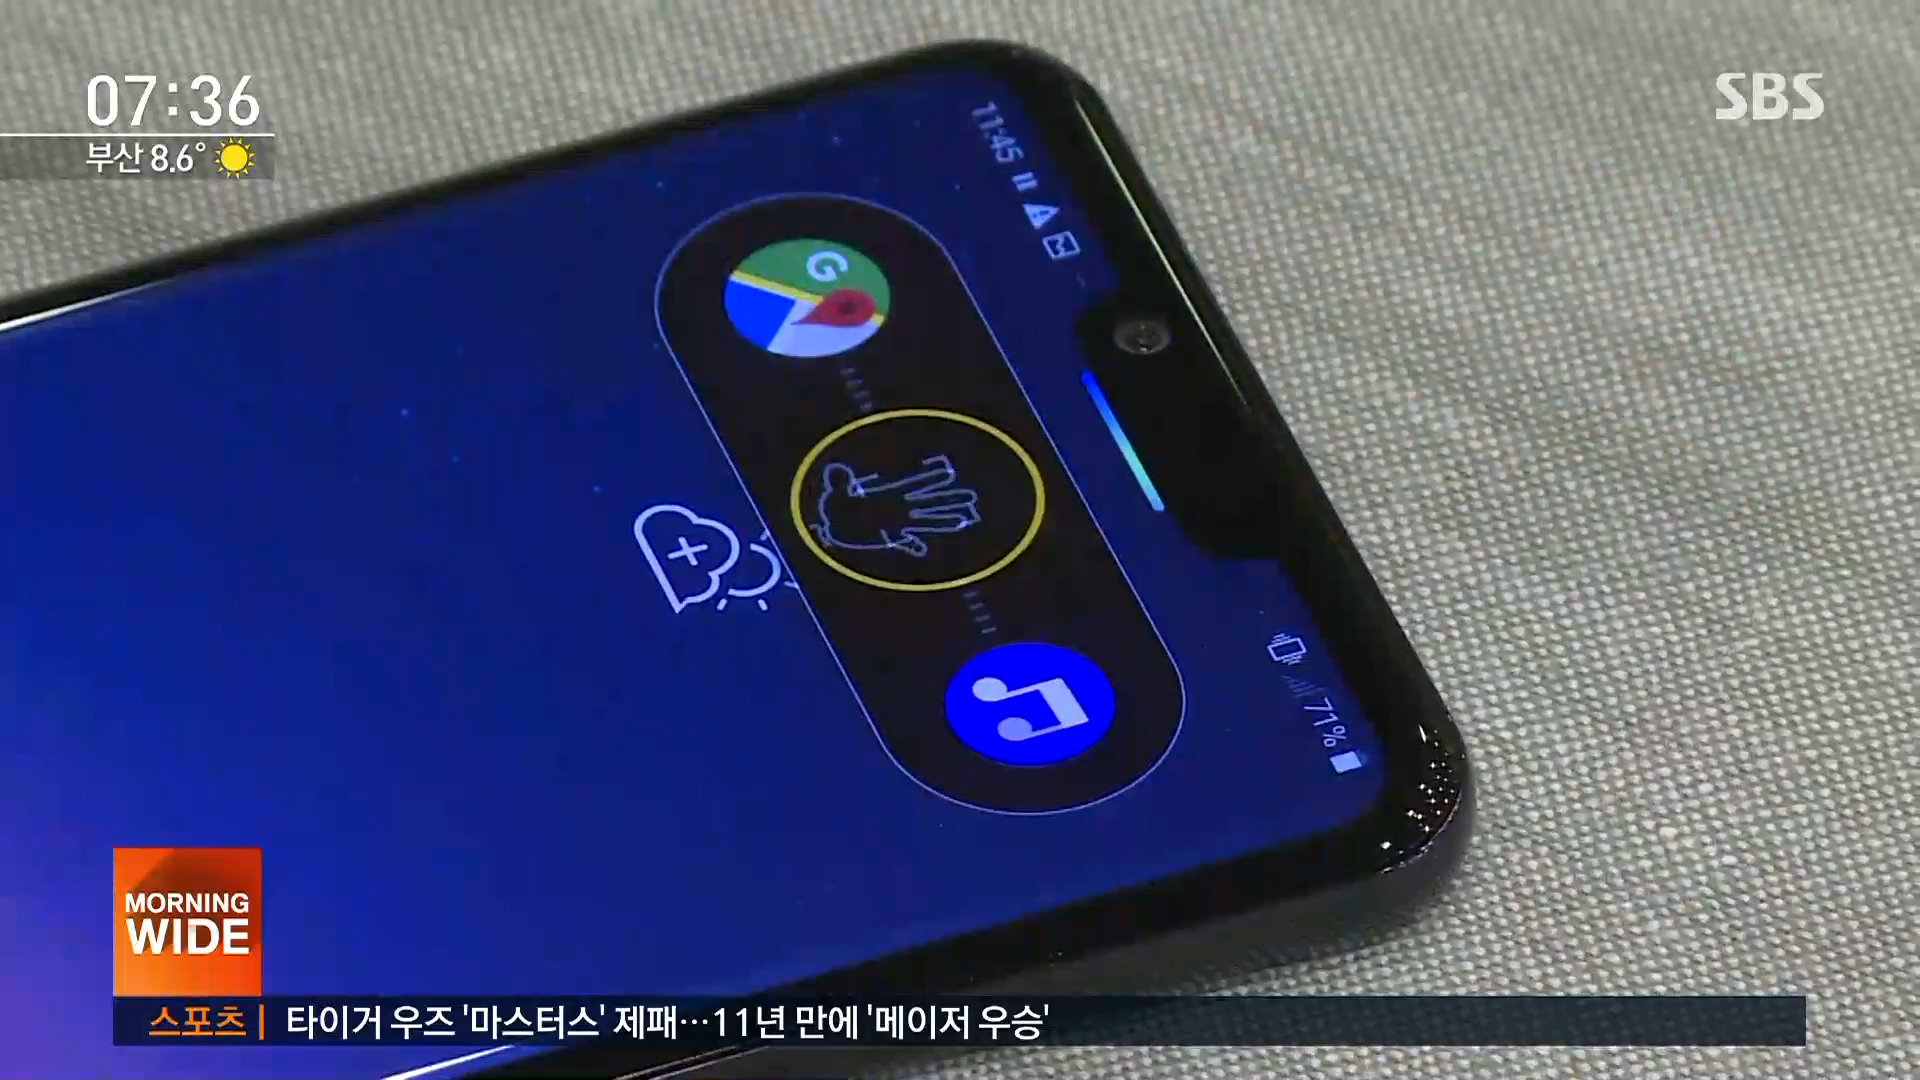 07:36
부산 8.6°
SBS
11:45
G
71%
MORNING
WIDE
스포츠 | 타이거 우즈 '마스터스' 제패…11년 만에 '메이저 우승'